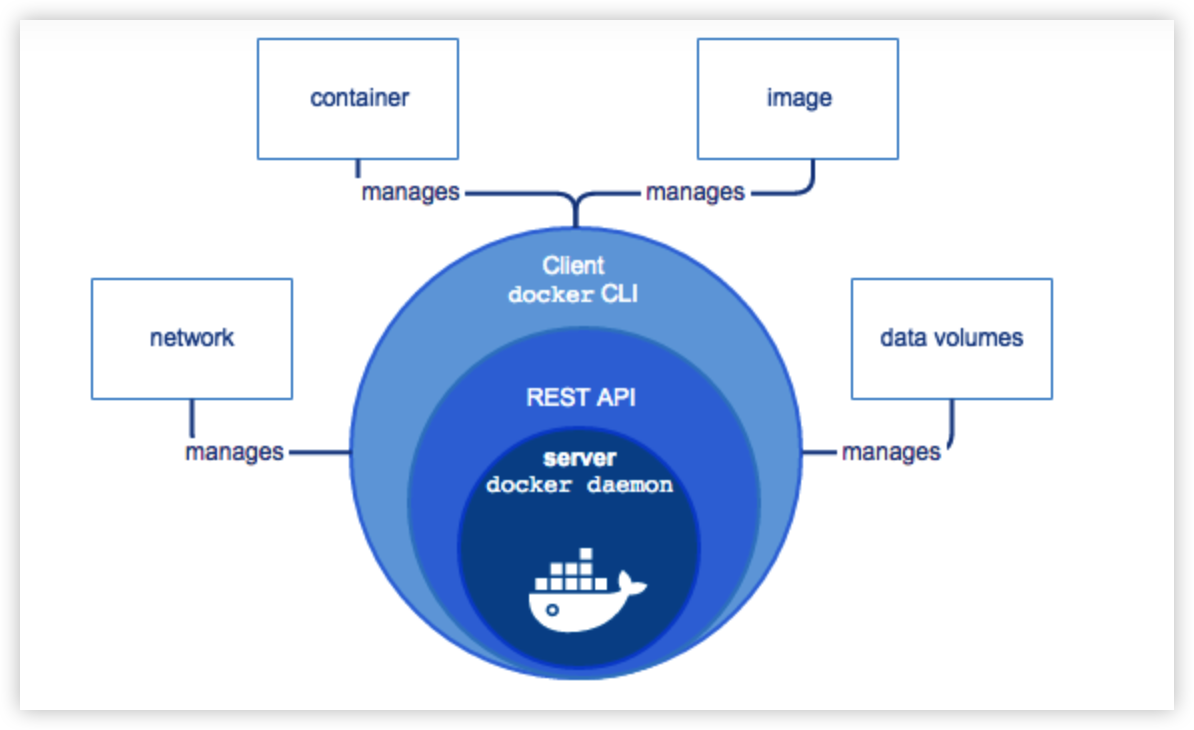 container
image
manages
manages
Client
docker CLI
network
data volumes
REST API
manages
manages
server
docker daemon